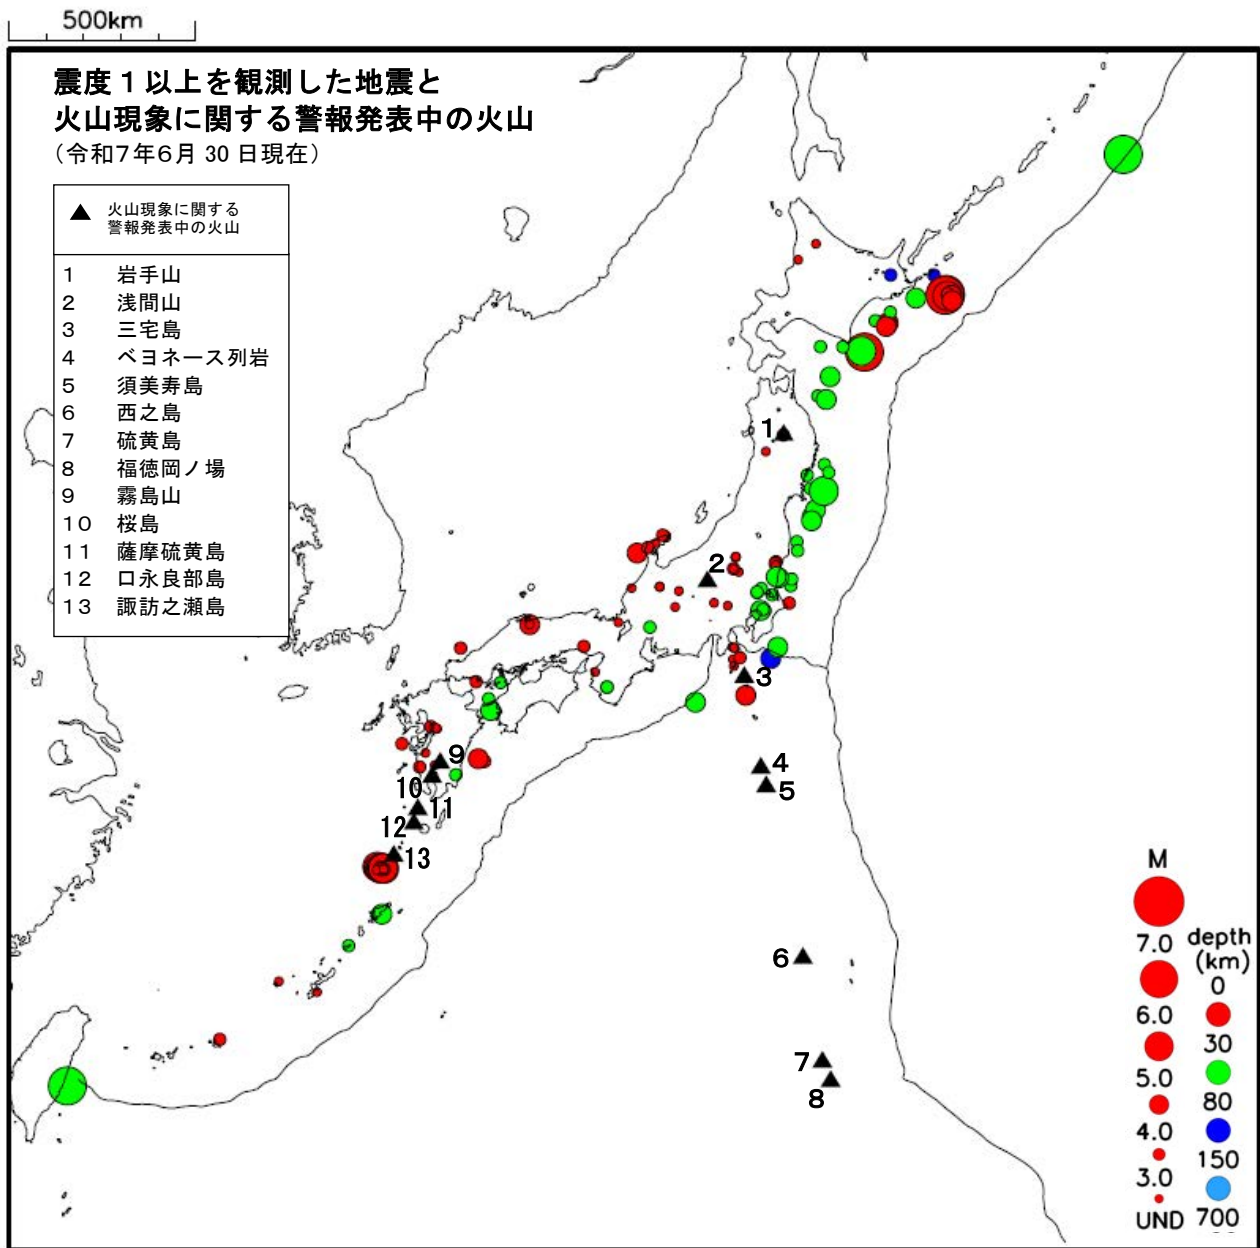 500km
震度１以上を観測した地震と
火山現象に関する警報発表中の火山
（令和7年6月 30 日現在）
▲ 火山現象に関する
警報発表中の火山
1 岩手山
2 浅間山
3 三宅島
4 ベヨネース列岩
5 須美寿島
6 西之島
7 硫黄島
8 福徳岡ノ場
9 霧島山
10 桜島
11 薩摩硫黄島
12 口永良部島
13 諏訪之瀬島
1
2
3
4
5
6
7
8
9
10
11
12
13
M
7.0
6.0
5.0
4.0
3.0
UND
depth
(km)
0
30
80
150
700